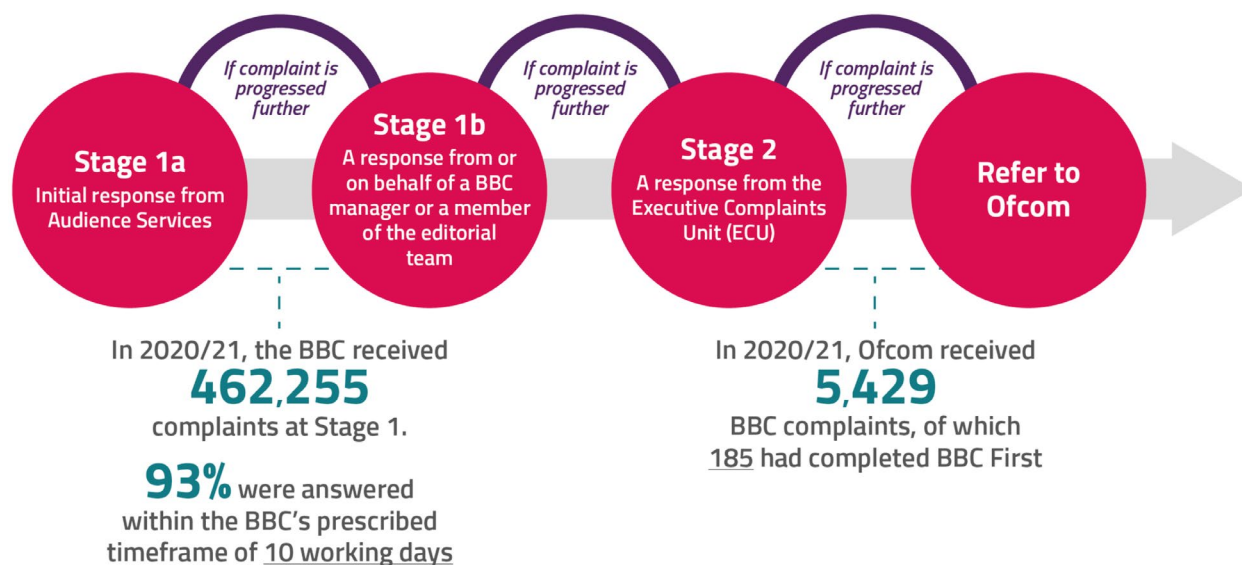 If complaint is
progressed
further
If complaint is
progressed
further
If complaint is
progressed
further
Stage 1a
Initial response from
Audience Services
Stage 1b
A response from or
on behalf of a BBC
manager or a member
of the editorial
team
Stage 2
A response from the
Executive Complaints
Unit (ECU)
Refer to
Ofcom
In 2020/21, the BBC received
462,255
complaints at Stage 1.
93% were answered
within the BBC’s prescribed
timeframe of 10 working days
In 2020/21, Ofcom received
5,429
BBC complaints, of which
185 had completed BBC First